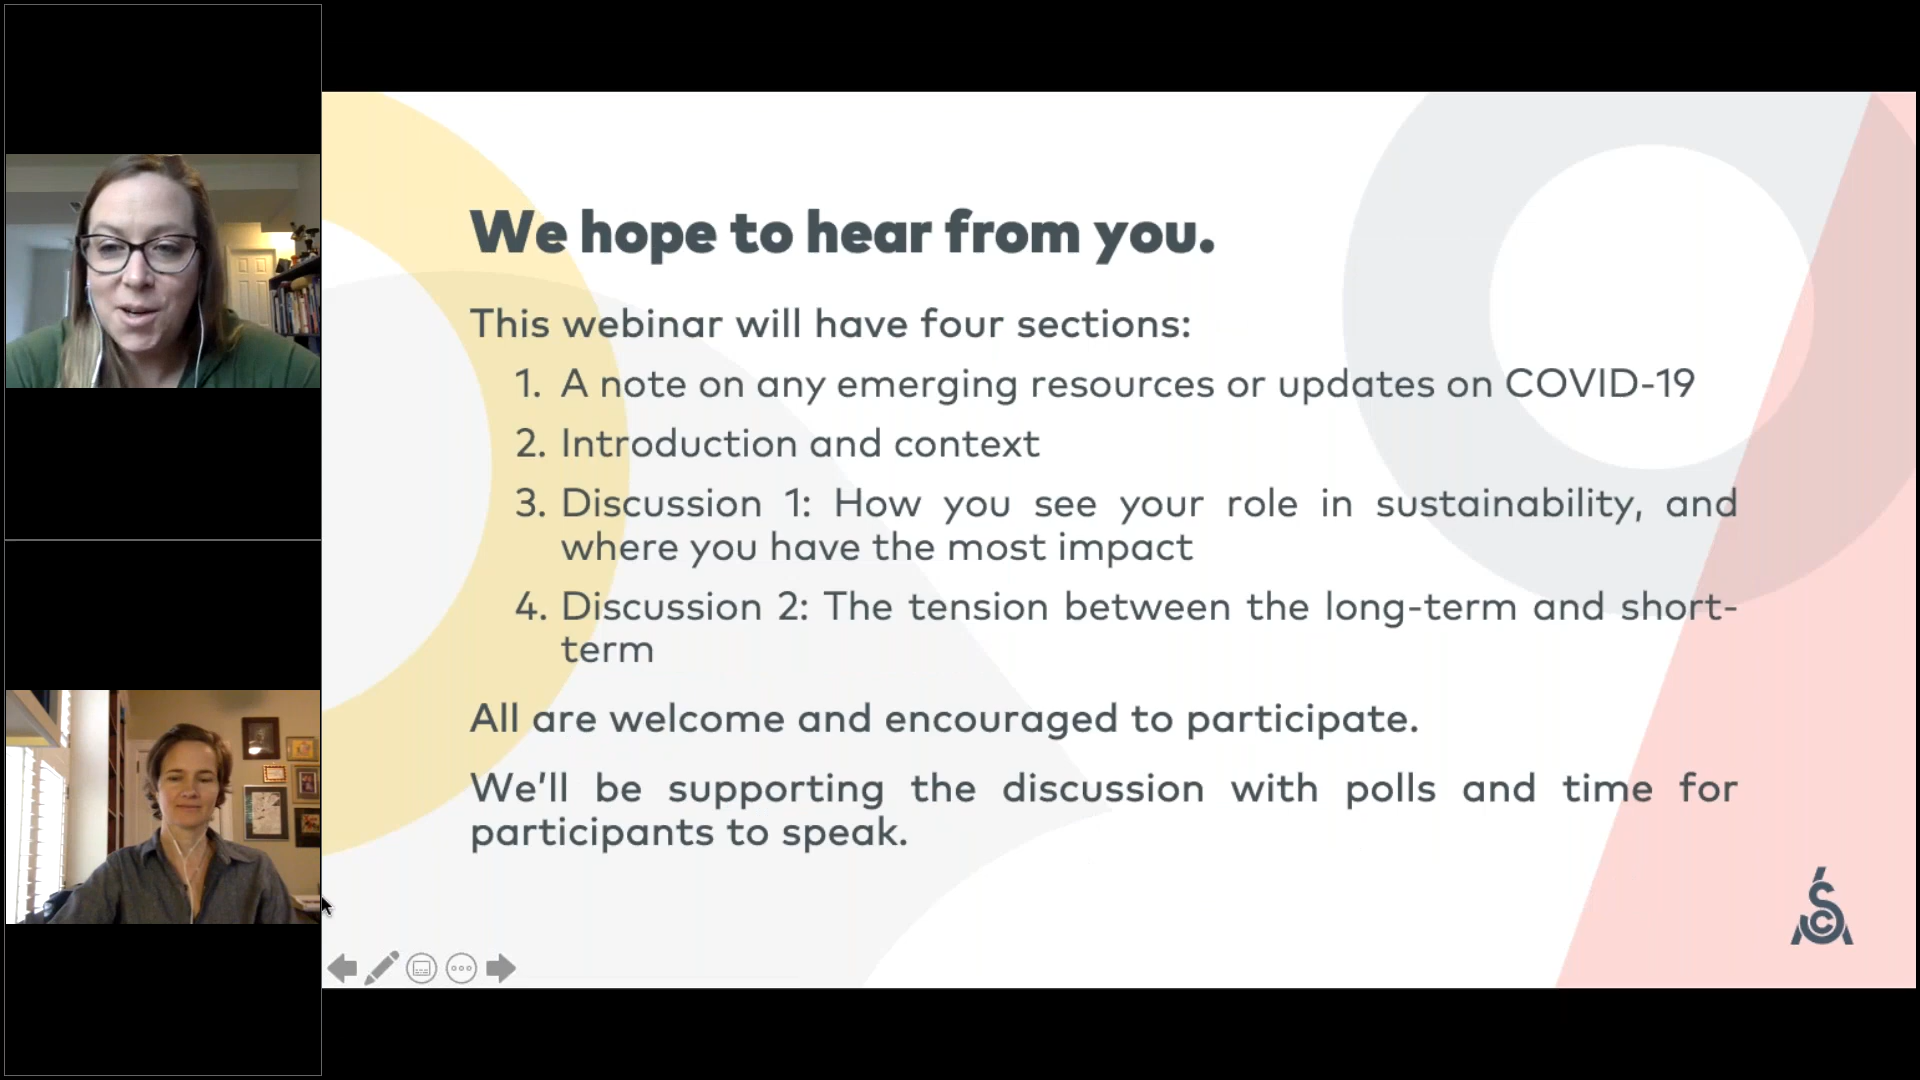 We hope to hear from you.
This webinar will have four sections:
1. A note on any emerging resources or updates on COVID-19
2. Introduction and context
3. Discussion 1: How you see your role in sustainability, and
where you have the most impact
4. Discussion 2: The tension between the long-term and short-
term
All are welcome and encouraged to participate.
We’ll be supporting the discussion with polls and time for
participants to speak.